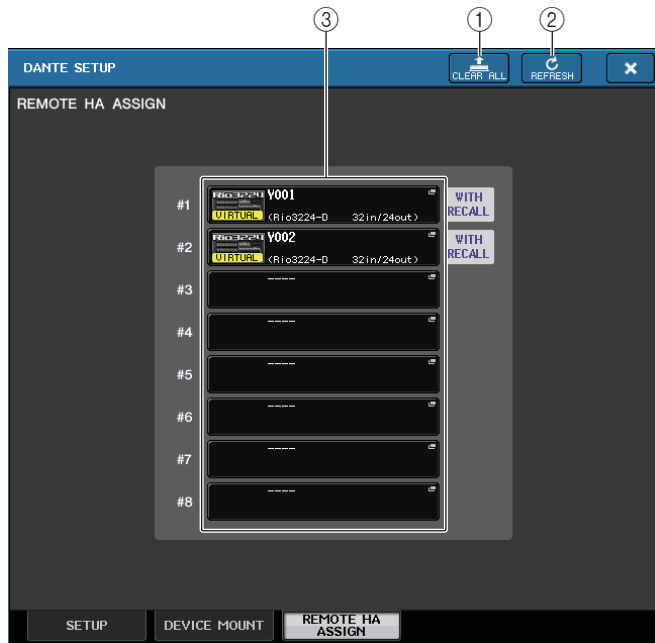 ③ ① ②
DANTE SETUP CLEAR ALL REFRESH ×
REMOTE HA ASSIGN
#1 Rio3224 VIRTUAL Y001 (Rio3224-D 32in/24out) WITH RECALL
#2 Rio3224 VIRTUAL Y002 (Rio3224-D 32in/24out) WITH RECALL
#3 ----
#4 ----
#5 ----
#6 ----
#7 ----
#8 ----
SETUP DEVICE MOUNT REMOTE HA ASSIGN